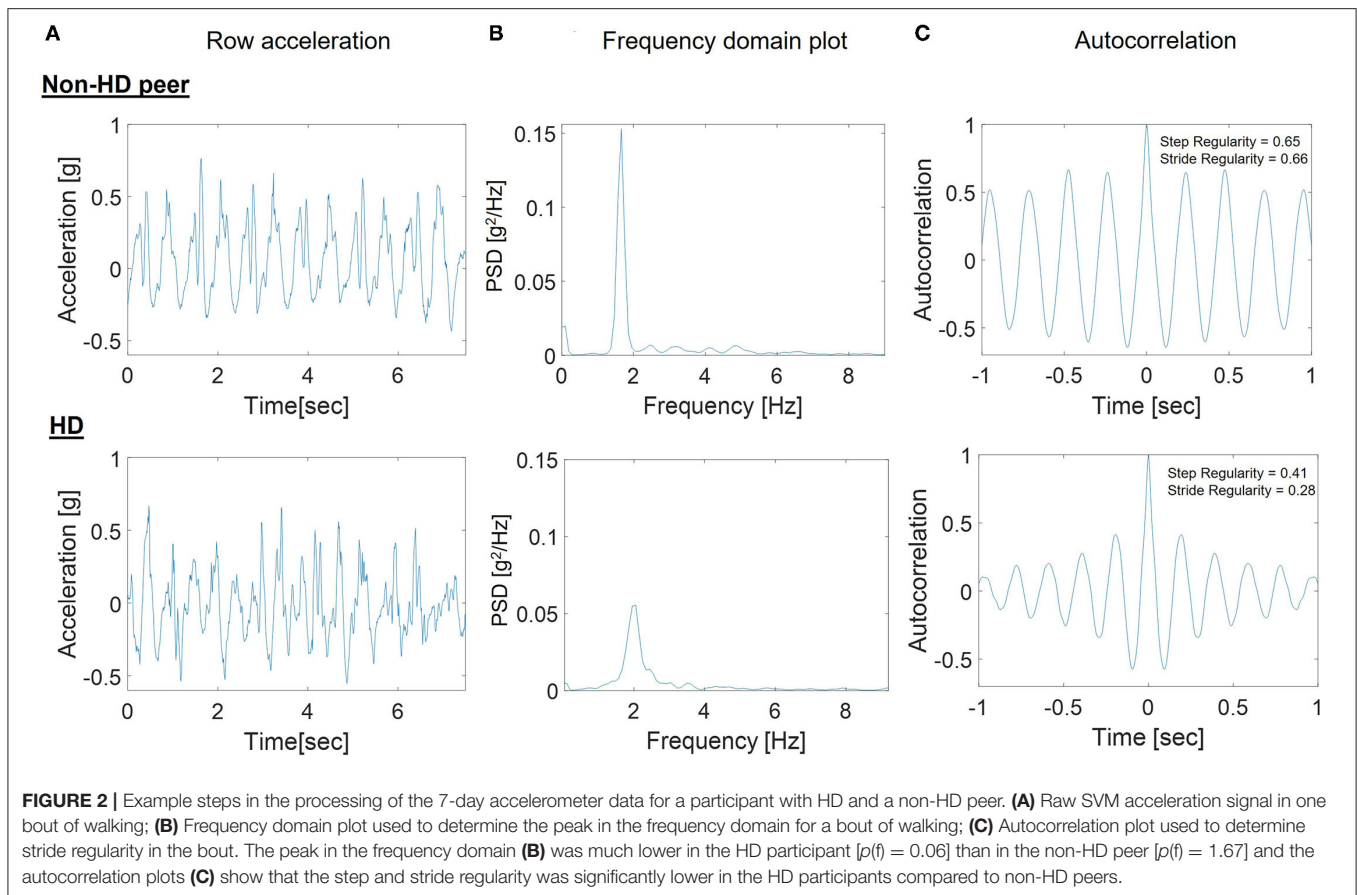 A Row acceleration B Frequency domain plot C Autocorrelation
Non-HD peer
1
0.5
0
-0.5
Acceleration [g]
0 2 4 6
Time[sec]
0.15
0.1
0.05
0
PSD [g²/Hz]
0 2 4 6 8
Frequency [Hz]
1
0.5
0
-0.5
Autocorrelation
Step Regularity = 0.65
Stride Regularity = 0.66
-1 -0.5 0 0.5 1
Time [sec]
HD
1
0.5
0
-0.5
Acceleration [g]
0 2 4 6
Time[sec]
0.15
0.1
0.05
0
PSD [g²/Hz]
0 2 4 6 8
Frequency [Hz]
1
0.5
0
-0.5
Autocorrelation
Step Regularity = 0.41
Stride Regularity = 0.28
-1 -0.5 0 0.5 1
Time [sec]
FIGURE 2 | Example steps in the processing of the 7-day accelerometer data for a participant with HD and a non-HD peer. (A) Raw SVM acceleration signal in one
bout of walking; (B) Frequency domain plot used to determine the peak in the frequency domain for a bout of walking; (C) Autocorrelation plot used to determine
stride regularity in the bout. The peak in the frequency domain (B) was much lower in the HD participant [p(f) = 0.06] than in the non-HD peer [p(f) = 1.67] and the
autocorrelation plots (C) show that the step and stride regularity was significantly lower in the HD participants compared to non-HD peers.